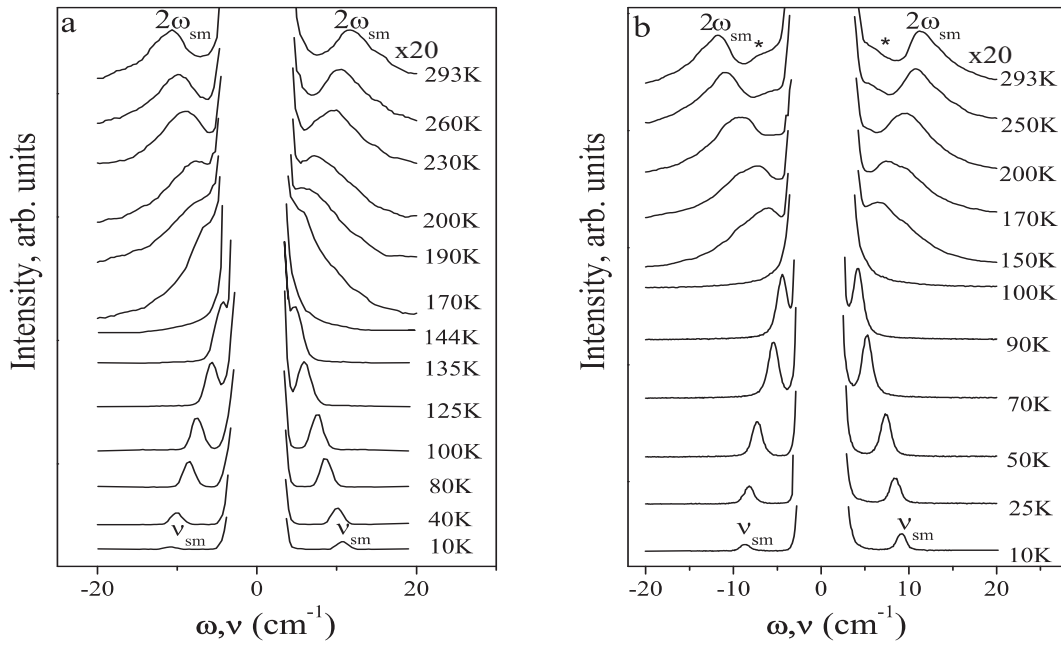 a
2ω_sm
2ω_sm
x20
293K
260K
230K
200K
190K
170K
144K
135K
125K
100K
80K
40K
ν_sm
ν_sm
10K
-20
0
20
ω,ν (cm⁻¹)
Intensity, arb. units
b
2ω_sm
2ω_sm
*
*
x20
293K
250K
200K
170K
150K
100K
90K
70K
50K
25K
ν_sm
ν_sm
10K
-20
-10
0
10
20
ω,ν (cm⁻¹)
Intensity, arb. units